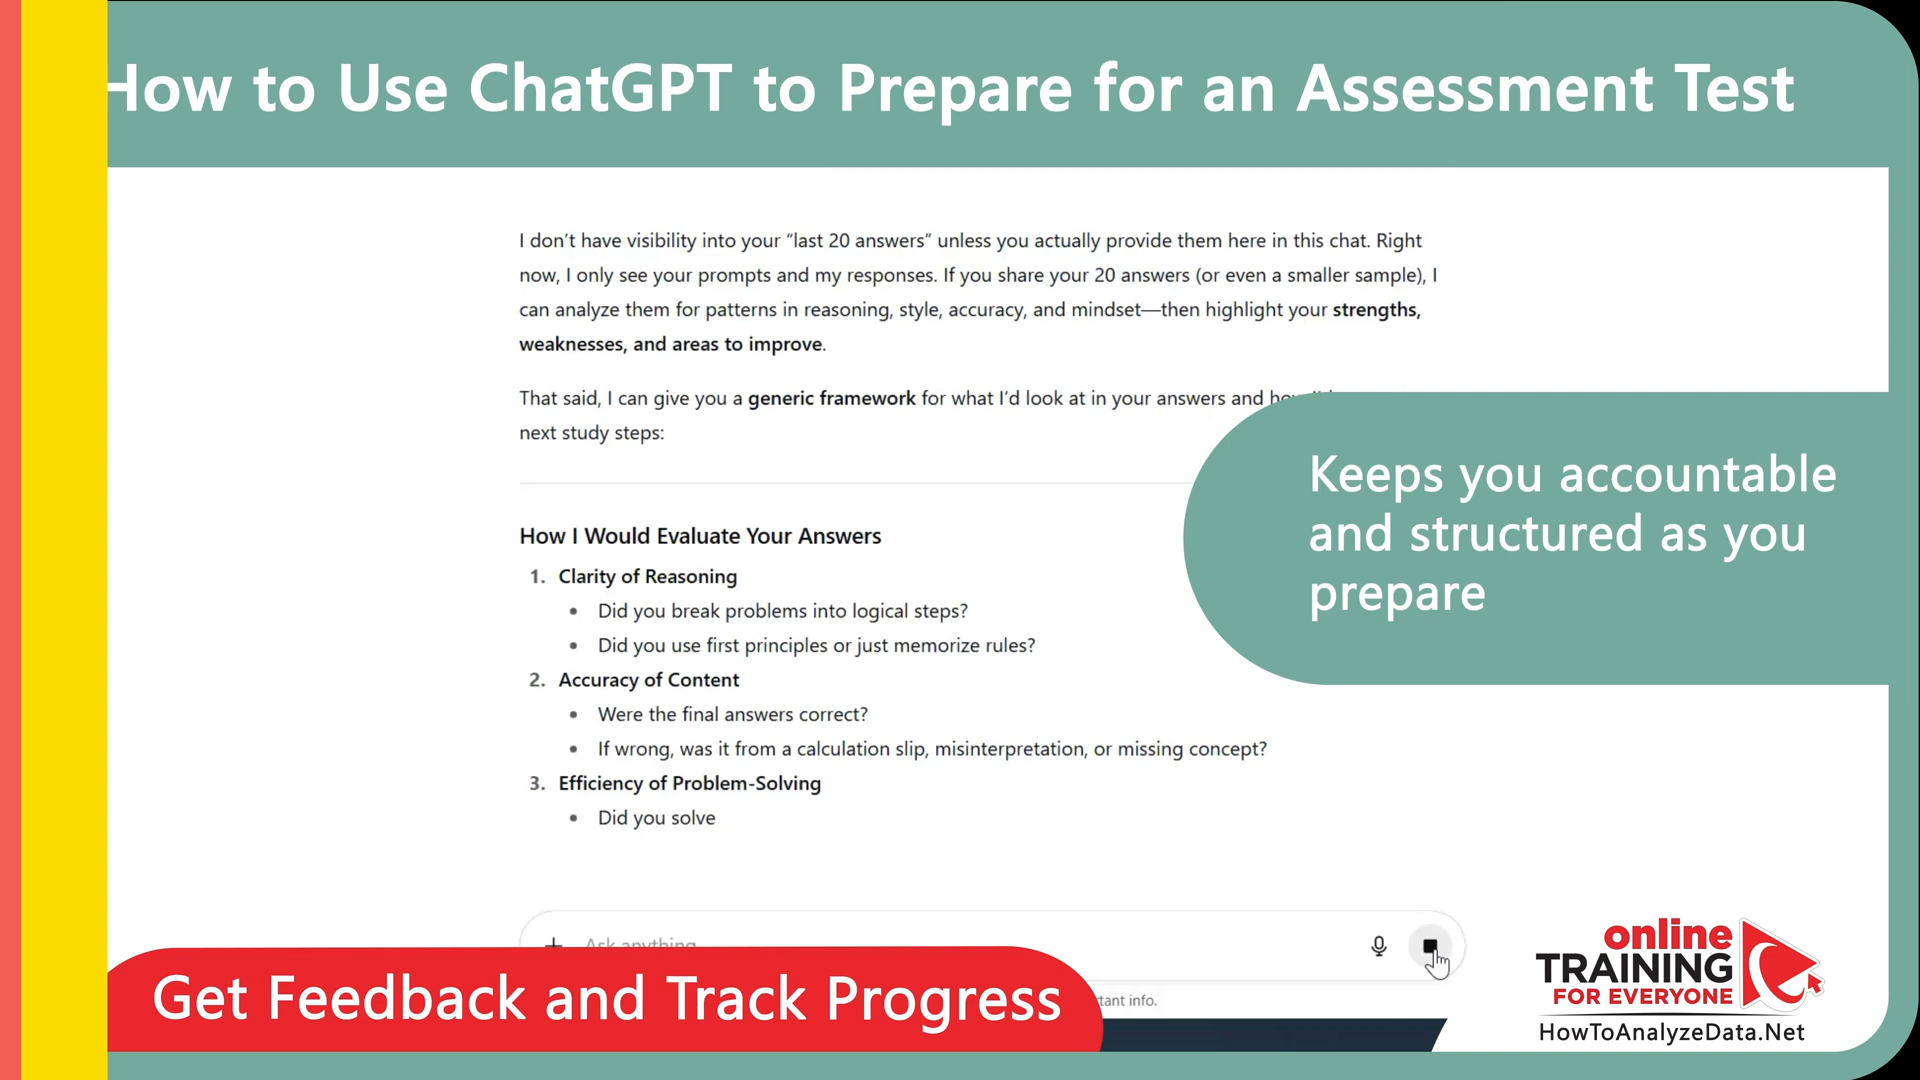 How to Use ChatGPT to Prepare for an Assessment Test
I don't have visibility into your “last 20 answers” unless you actually provide them here in this chat. Right
now, I only see your prompts and my responses. If you share your 20 answers (or even a smaller sample), I
can analyze them for patterns in reasoning, style, accuracy, and mindset—then highlight your strengths,
weaknesses, and areas to improve.
That said, I can give you a generic framework for what I'd look at in your answers and
next study steps:
Keeps you accountable
and structured as you
prepare
How I Would Evaluate Your Answers
1. Clarity of Reasoning
• Did you break problems into logical steps?
• Did you use first principles or just memorize rules?
2. Accuracy of Content
• Were the final answers correct?
• If wrong, was it from a calculation slip, misinterpretation, or missing concept?
3. Efficiency of Problem-Solving
• Did you solve
Ask anything
info.
Get Feedback and Track Progress
online
TRAINING
FOR EVERYONE
HowToAnalyzeData.Net